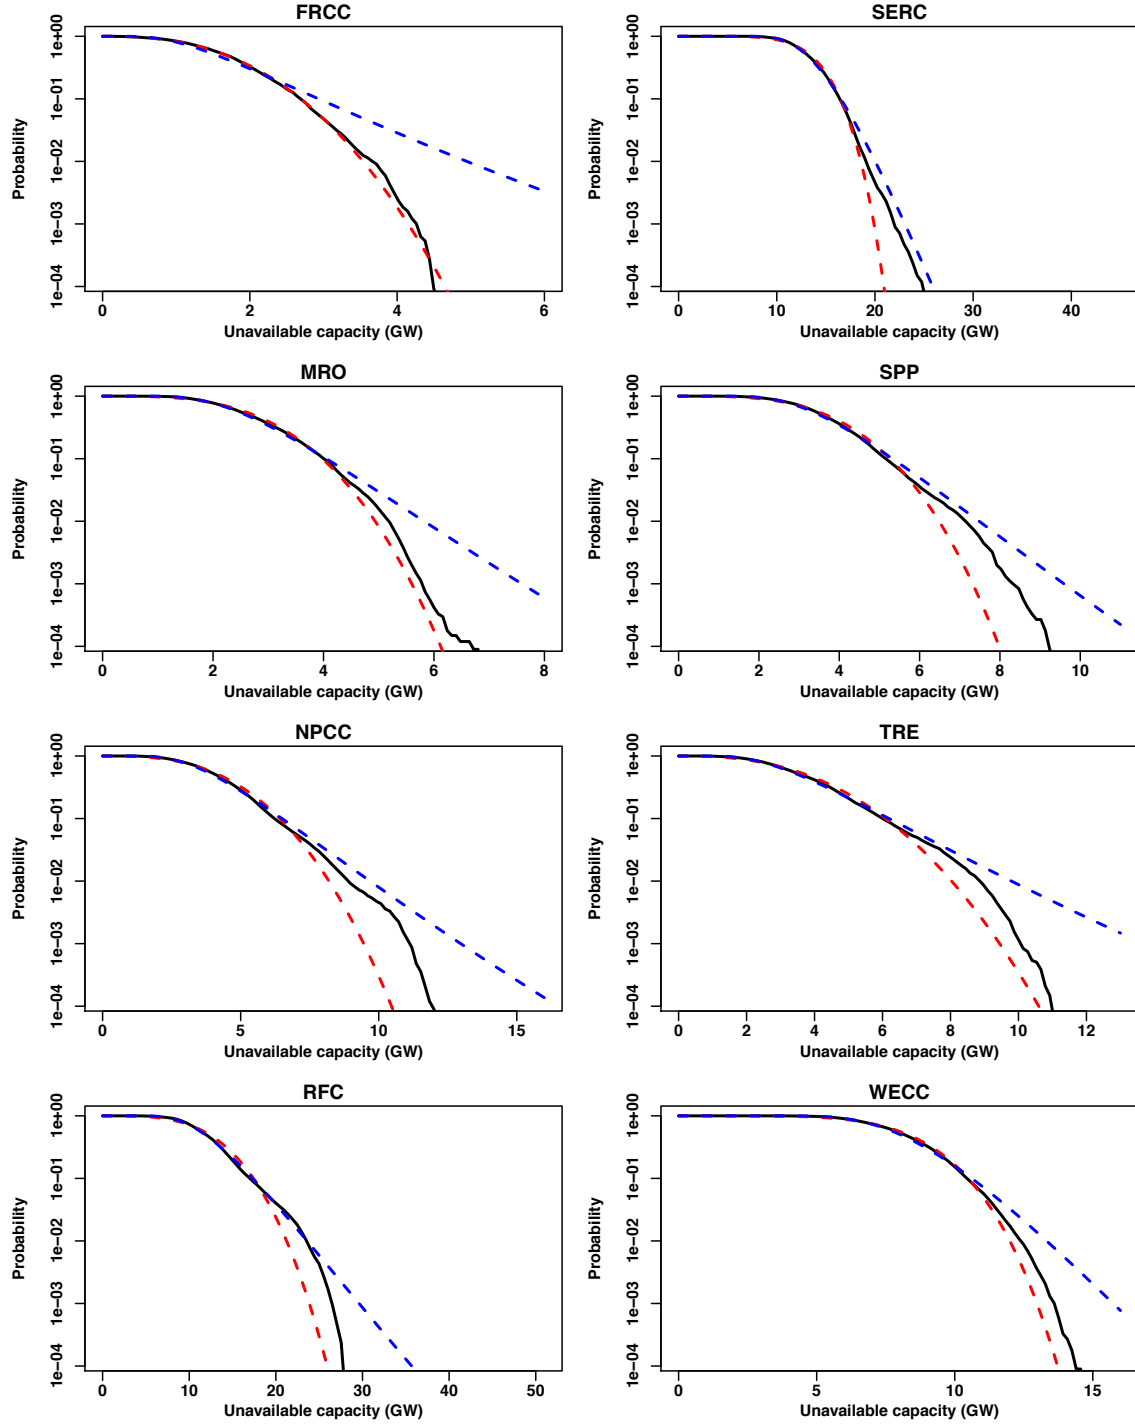 FRCC
Probability
1e+00
1e−01
1e−02
1e−03
1e−04
0 2 4 6
Unavailable capacity (GW)
SERC
Probability
1e+00
1e−01
1e−02
1e−03
1e−04
0 10 20 30 40
Unavailable capacity (GW)
MRO
Probability
1e+00
1e−01
1e−02
1e−03
1e−04
0 2 4 6 8
Unavailable capacity (GW)
SPP
Probability
1e+00
1e−01
1e−02
1e−03
1e−04
0 2 4 6 8 10
Unavailable capacity (GW)
NPCC
Probability
1e+00
1e−01
1e−02
1e−03
1e−04
0 5 10 15
Unavailable capacity (GW)
TRE
Probability
1e+00
1e−01
1e−02
1e−03
1e−04
0 2 4 6 8 10 12
Unavailable capacity (GW)
RFC
Probability
1e+00
1e−01
1e−02
1e−03
1e−04
0 10 20 30 40 50
Unavailable capacity (GW)
WECC
Probability
1e+00
1e−01
1e−02
1e−03
1e−04
0 5 10 15
Unavailable capacity (GW)